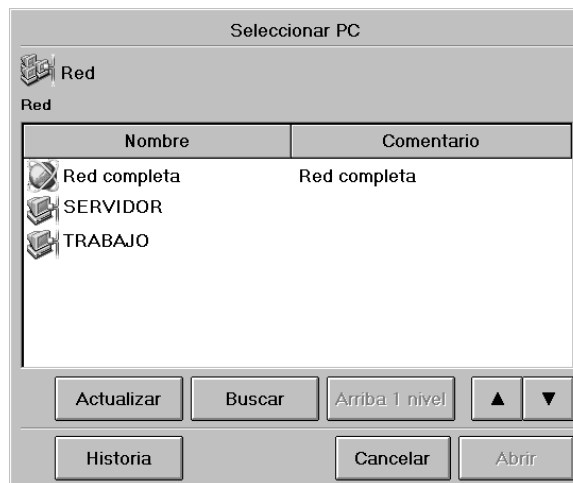 Seleccionar PC
Red
Red
Nombre Comentario
Red completa Red completa
SERVIDOR
TRABAJO
Actualizar Buscar Arriba 1 nivel ▲ ▼
Historia Cancelar Abrir